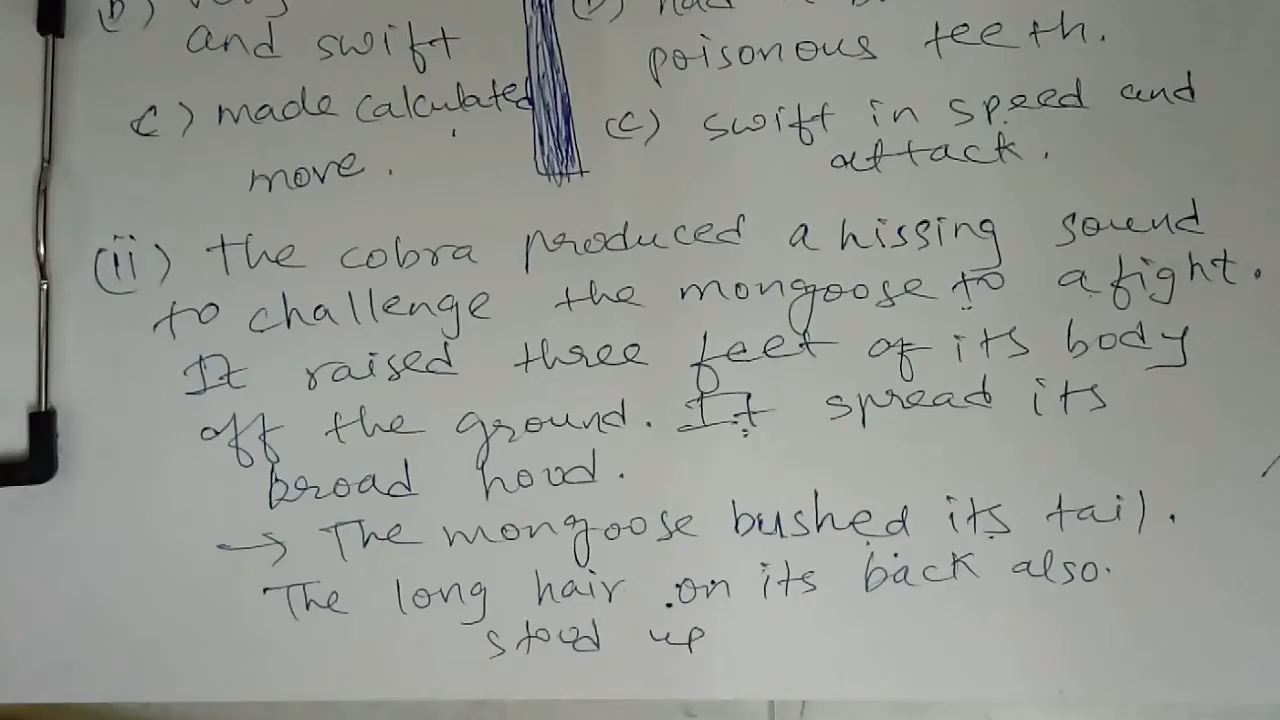 (b)
and swift
c) made calculated
move.
(b) had
poisonous teeth.
(c) swift in speed and
attack.
(ii) the cobra produced a hissing sound
to challenge the mongoose to a fight.
It raised three feet of its body
off the ground. It spread its
broad hood.
→ The mongoose bushed its tail.
The long hair on its back also.
stood up